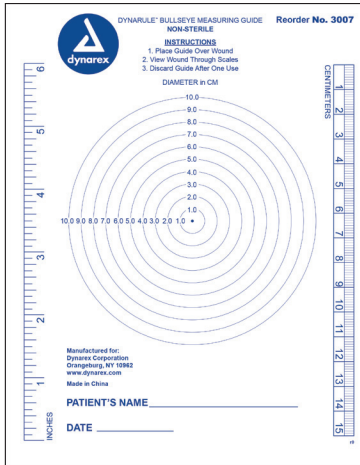 dynarex
DYNARULE® BULLSEYE MEASURING GUIDE
NON-STERILE
Reorder No. 3007
INSTRUCTIONS
1. Place Guide Over Wound
2. View Wound Through Scales
3. Discard Guide After One Use
DIAMETER in CM
10.0
9.0
8.0
7.0
6.0
5.0
4.0
3.0
2.0
1.0
10.0 9.0 8.0 7.0 6.0 5.0 4.0 3.0 2.0 1.0
6
5
4
3
2
1
INCHES
CENTIMETERS
1
2
3
4
5
6
7
8
9
10
11
12
13
14
15
Manufactured for:
Dynarex Corporation
Orangeburg, NY 10962
www.dynarex.com
Made in China
PATIENT'S NAME
DATE